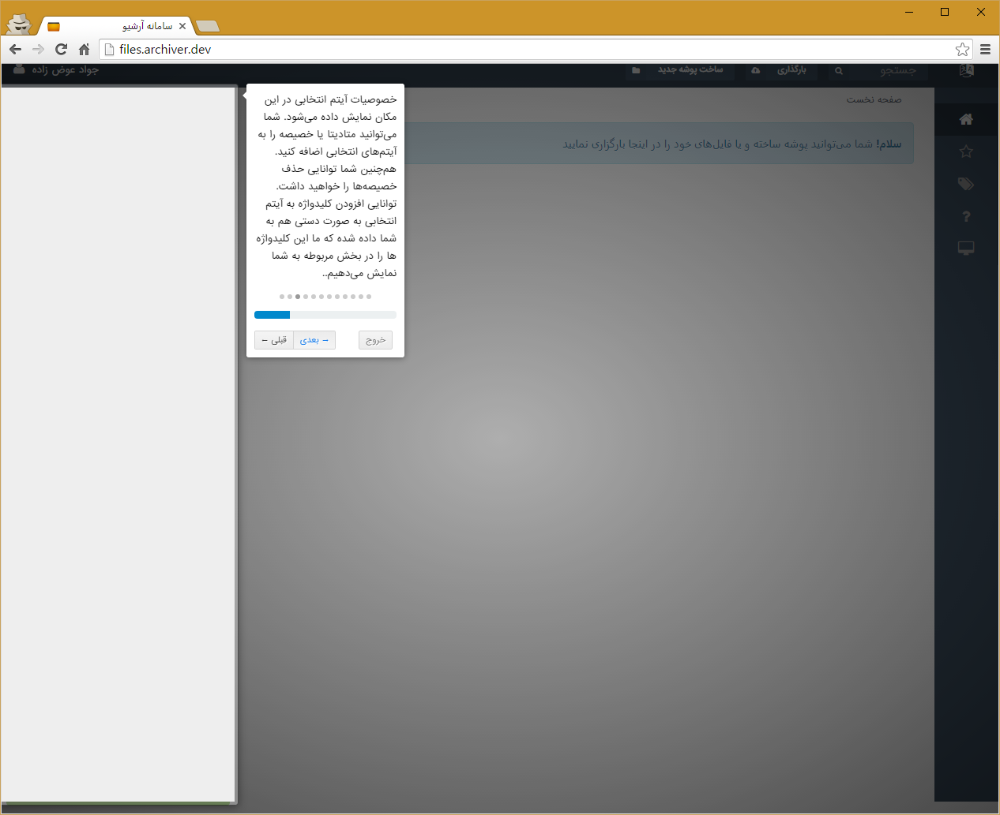 سامانه آرشیو
files.archiver.dev
جستجو
بارگذاری
ساخت پوشه جدید
جواد عوض زاده
صفحه نخست
سلام! شما می‌توانید پوشه ساخته و یا فایل‌های خود را در اینجا بارگزاری نمایید
خصوصیات آیتم انتخابی در این
مکان نمایش داده می‌شود. شما
می‌توانید متادیتا یا خصیصه را به
آیتم‌های انتخابی اضافه کنید.
هم‌چنین شما توانایی حذف
خصیصه‌ها را خواهید داشت.
توانایی افزودن کلیدواژه به آیتم
انتخابی به صورت دستی هم به
شما داده شده که ما این کلیدواژه
ها را در بخش مربوطه به شما
نمایش می‌دهیم..
خروج
→ بعدی
قبلی ←